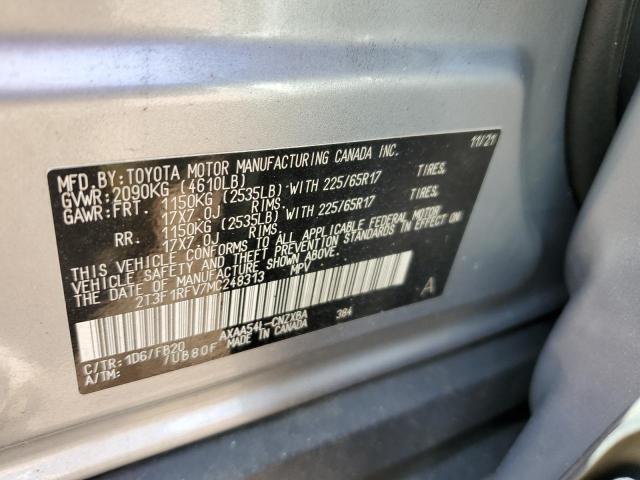 MFD.BY:TOYOTA MOTOR MANUFACTURING CANADA INC. 11/21
GVWR: 2090KG (4610LB)
GAWR:FRT. 1150KG (2535LB) WITH 225/65R17 TIRES,
17X7.0J RIMS,
RR. 1150KG (2535LB) WITH 225/65R17 TIRES,
17X7.0J RIMS,
THIS VEHICLE CONFORMS TO ALL APPLICABLE FEDERAL MOTOR
VEHICLE SAFETY AND THEFT PREVENTION STANDARDS IN EFFECT ON
THE DATE OF MANUFACTURE SHOWN ABOVE.
2T3F1RFV7MC248313 MPV
A
C/TR:1D6/FB20 AXAA54L-CNZXBA 384
A/TM: /UB80F MADE IN CANADA